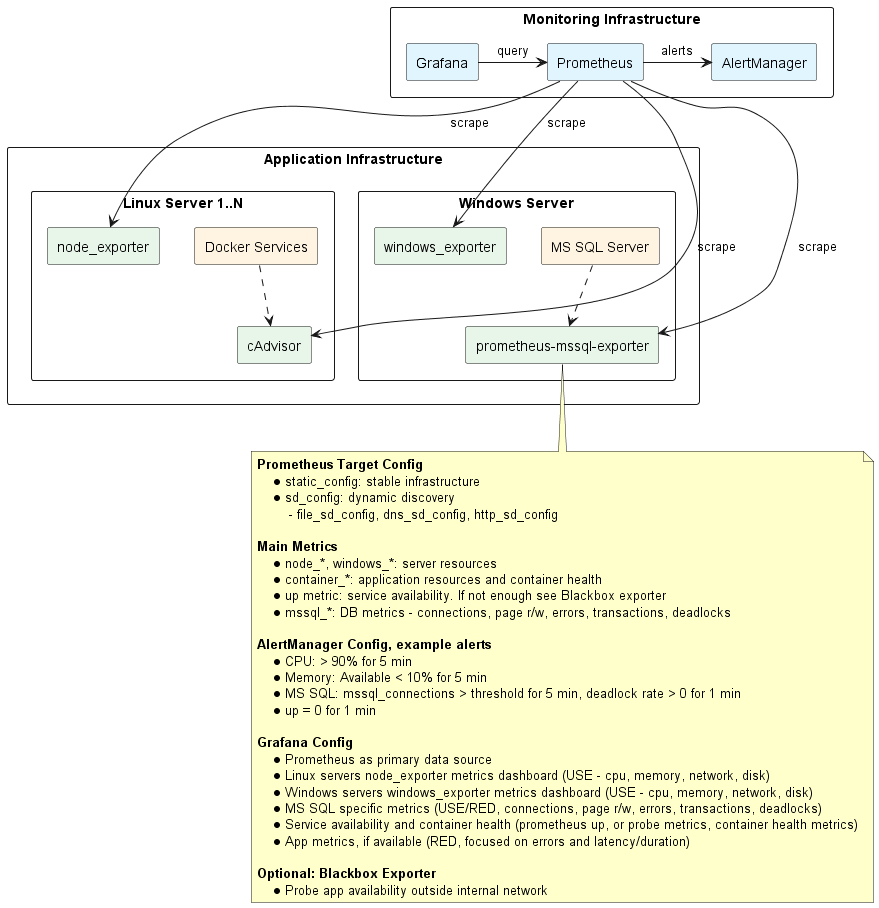 Monitoring Infrastructure
Grafana
query
Prometheus
alerts
AlertManager
scrape
scrape
Application Infrastructure
Linux Server 1..N
Windows Server
node_exporter
Docker Services
windows_exporter
MS SQL Server
scrape
scrape
cAdvisor
prometheus-mssql-exporter
Prometheus Target Config
● static_config: stable infrastructure
● sd_config: dynamic discovery
- file_sd_config, dns_sd_config, http_sd_config
Main Metrics
● node_*, windows_*: server resources
● container_*: application resources and container health
● up metric: service availability. If not enough see Blackbox exporter
● mssql_*: DB metrics - connections, page r/w, errors, transactions, deadlocks
AlertManager Config, example alerts
● CPU: > 90% for 5 min
● Memory: Available < 10% for 5 min
● MS SQL: mssql_connections > threshold for 5 min, deadlock rate > 0 for 1 min
● up = 0 for 1 min
Grafana Config
● Prometheus as primary data source
● Linux servers node_exporter metrics dashboard (USE - cpu, memory, network, disk)
● Windows servers windows_exporter metrics dashboard (USE - cpu, memory, network, disk)
● MS SQL specific metrics (USE/RED, connections, page r/w, errors, transactions, deadlocks)
● Service availability and container health (prometheus up, or probe metrics, container health metrics)
● App metrics, if available (RED, focused on errors and latency/duration)
Optional: Blackbox Exporter
● Probe app availability outside internal network